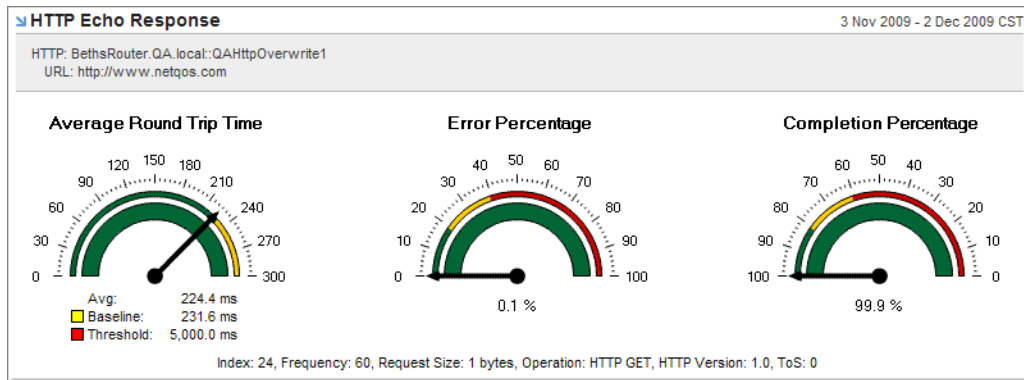 HTTP Echo Response
3 Nov 2009 - 2 Dec 2009 CST
HTTP: BethsRouter.QA.local::QAHttpOverwrite1
URL: http://www.netqos.com
Average Round Trip Time
0 30 60 90 120 150 180 210 240 270 300
Avg: 224.4 ms
Baseline: 231.6 ms
Threshold: 5,000.0 ms
Error Percentage
0 10 20 30 40 50 60 70 80 90 100
0.1 %
Completion Percentage
100 90 80 70 60 50 40 30 20 10 0
99.9 %
Index: 24, Frequency: 60, Request Size: 1 bytes, Operation: HTTP GET, HTTP Version: 1.0, ToS: 0